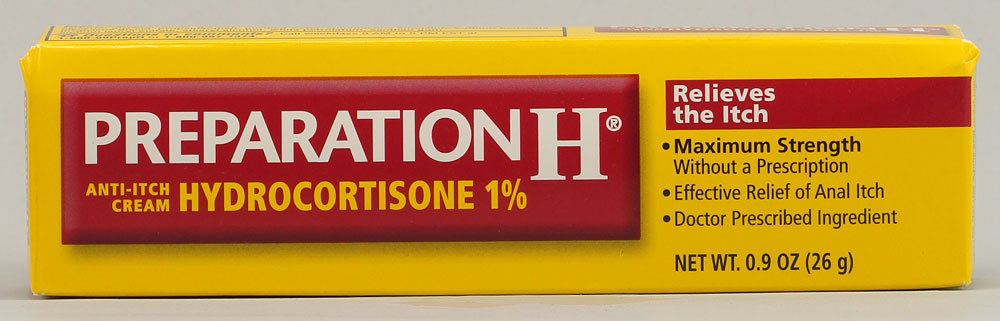 PREPARATION H®
ANTI-ITCH
CREAM HYDROCORTISONE 1%
Relieves
the Itch
•Maximum Strength
Without a Prescription
•Effective Relief of Anal Itch
•Doctor Prescribed Ingredient
NET WT. 0.9 OZ (26 g)